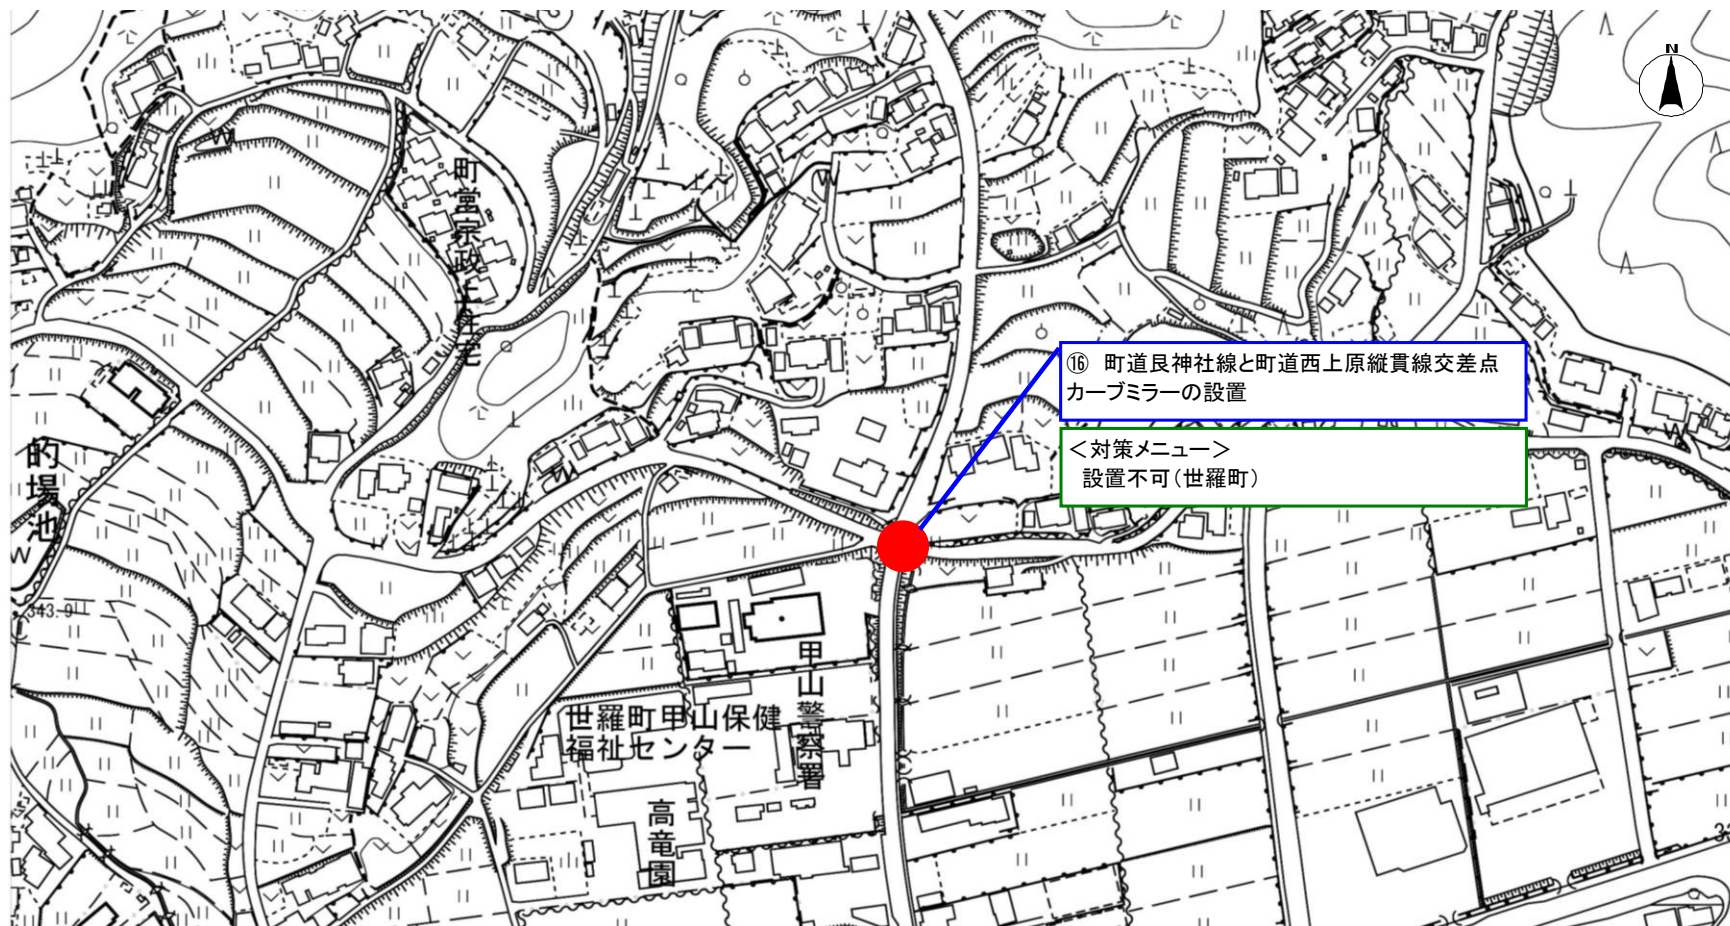 N
⑯　町道艮神社線と町道西上原縦貫線交差点
カーブミラーの設置
＜対策メニュー＞
設置不可（世羅町）
町営宗政上住宅
的場池
W
W
W
W
W
343.9
甲山警察署
世羅町甲山保健
福祉センター
高竜園
33